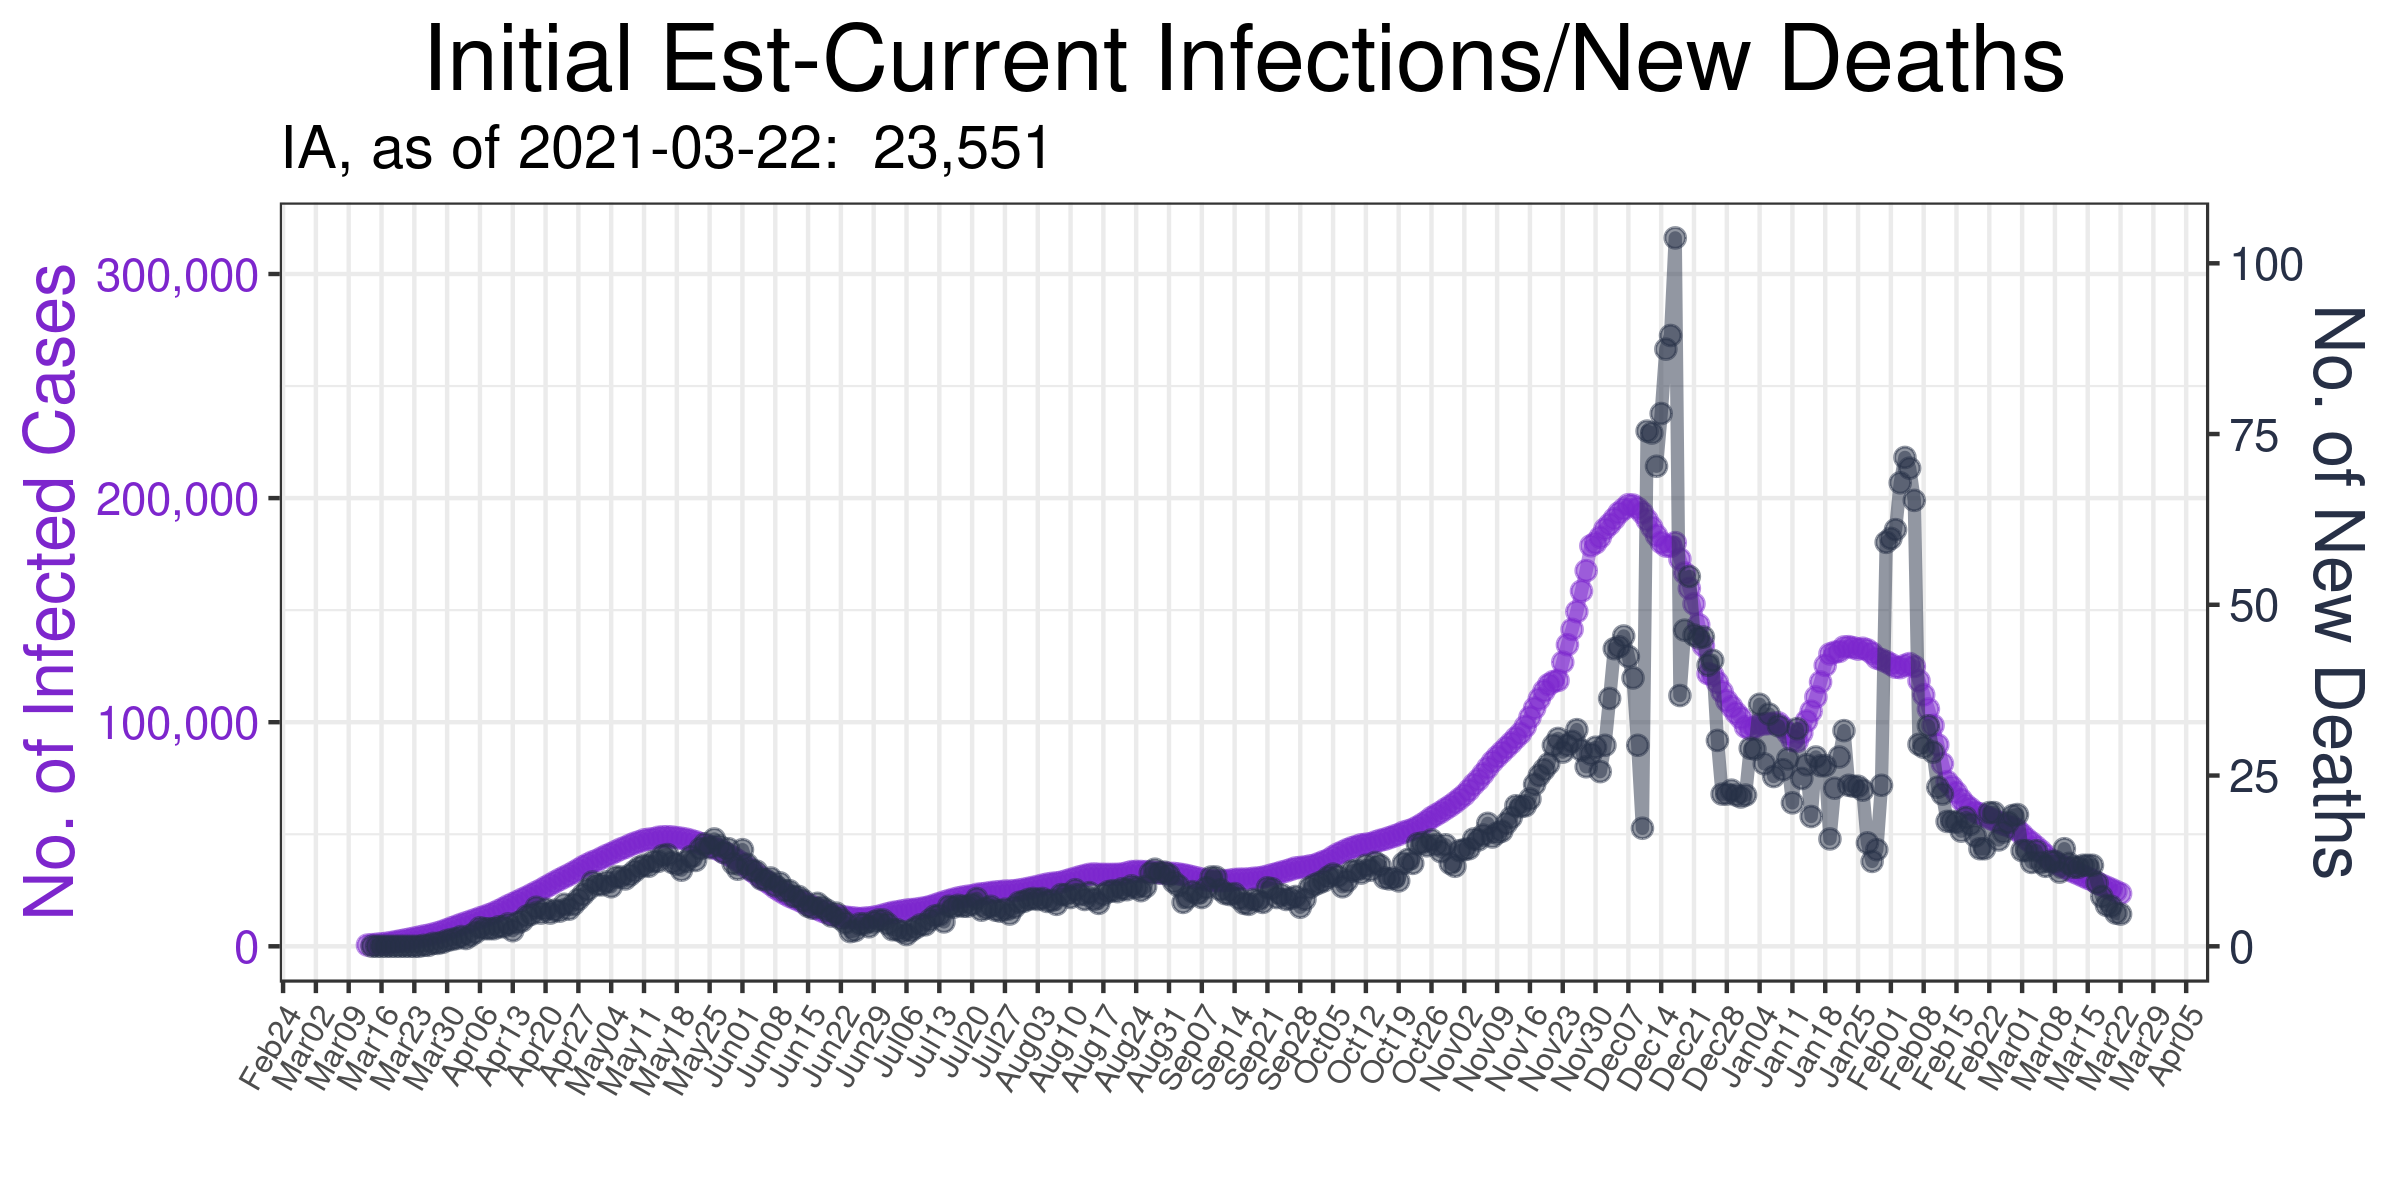 Initial Est-Current Infections/New Deaths
IA, as of 2021-03-22:  23,551
No. of Infected Cases
300,000
200,000
100,000
0
100
75
50
25
0
No. of New Deaths
Feb24
Mar02
Mar09
Mar16
Mar23
Mar30
Apr06
Apr13
Apr20
Apr27
May04
May11
May18
May25
Jun01
Jun08
Jun15
Jun22
Jun29
Jul06
Jul13
Jul20
Jul27
Aug03
Aug10
Aug17
Aug24
Aug31
Sep07
Sep14
Sep21
Sep28
Oct05
Oct12
Oct19
Oct26
Nov02
Nov09
Nov16
Nov23
Nov30
Dec07
Dec14
Dec21
Dec28
Jan04
Jan11
Jan18
Jan25
Feb01
Feb08
Feb15
Feb22
Mar01
Mar08
Mar15
Mar22
Mar29
Apr05